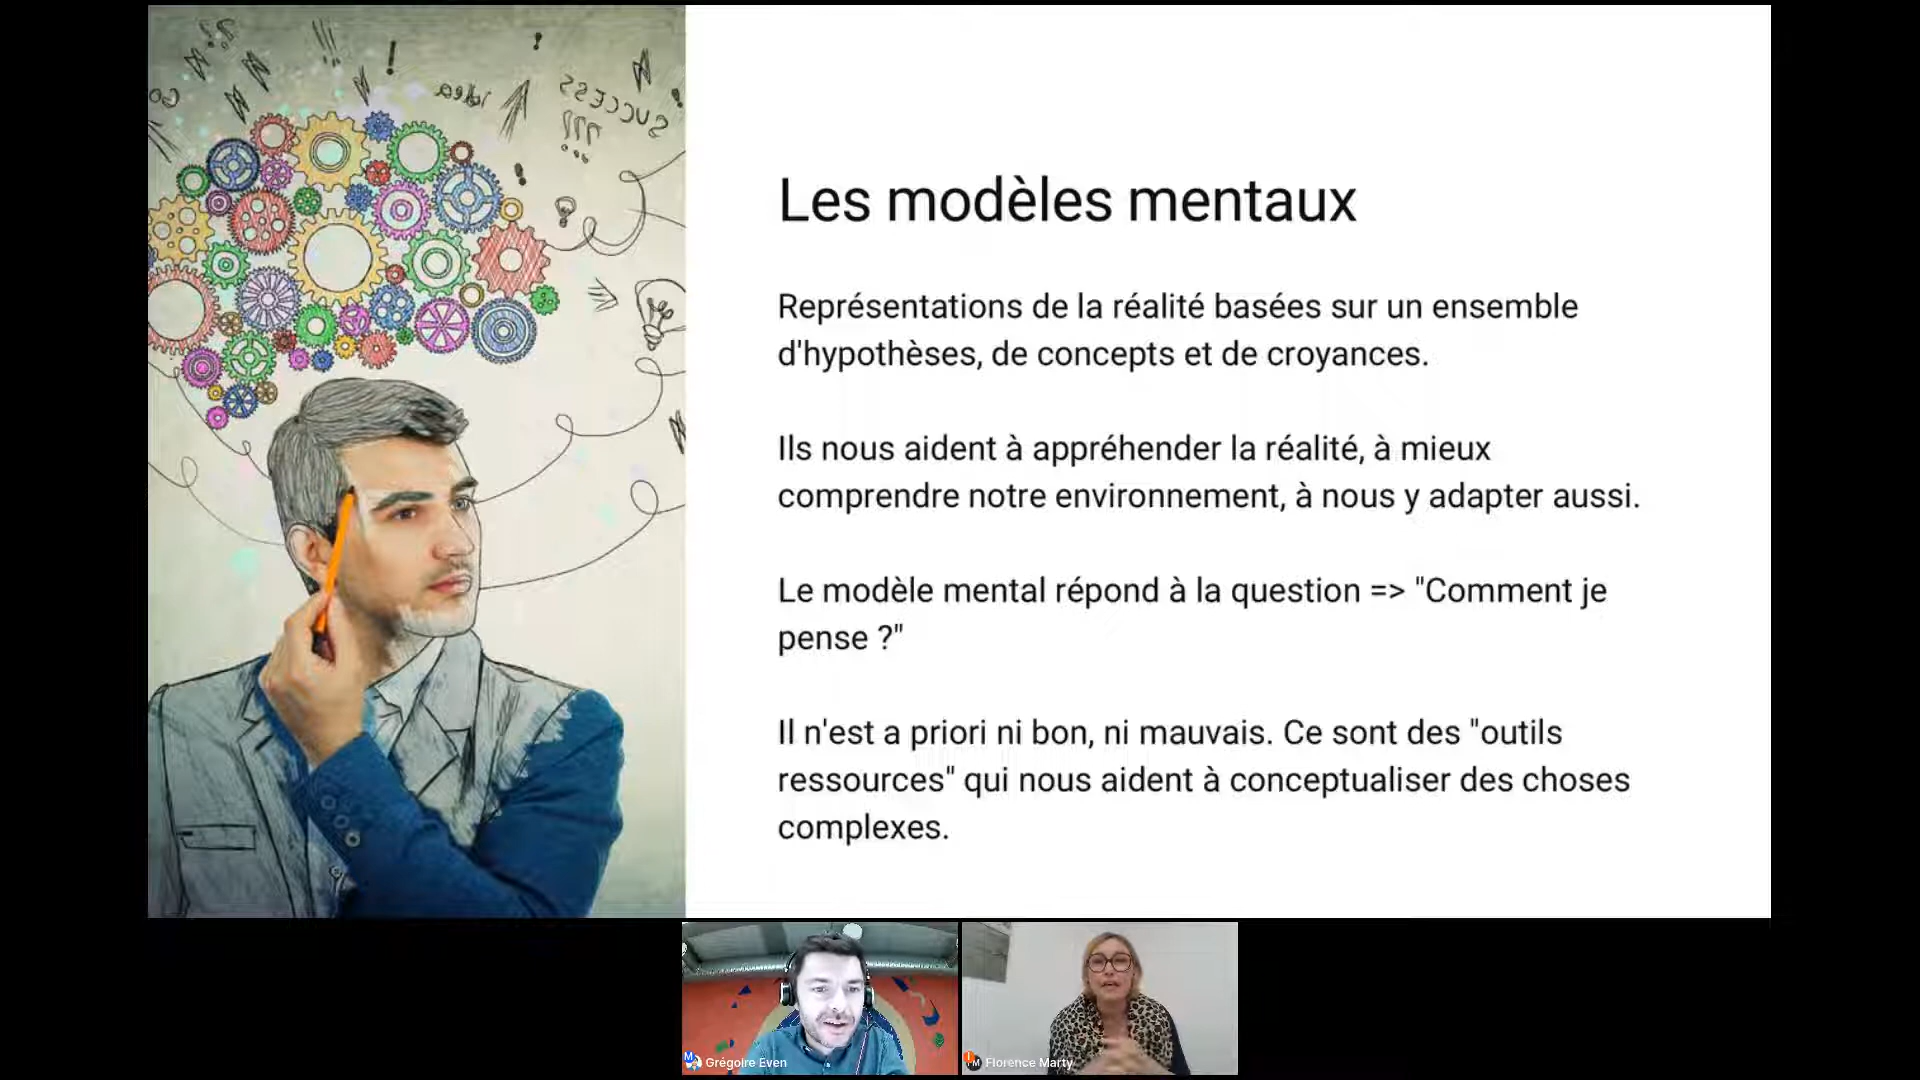 idea
SUCCESS
Les modèles mentaux
Représentations de la réalité basées sur un ensemble
d'hypothèses, de concepts et de croyances.
Ils nous aident à appréhender la réalité, à mieux
comprendre notre environnement, à nous y adapter aussi.
Le modèle mental répond à la question => "Comment je
pense ?"
Il n'est a priori ni bon, ni mauvais. Ce sont des "outils
ressources" qui nous aident à conceptualiser des choses
complexes.
Grégoire Even
Florence Marty